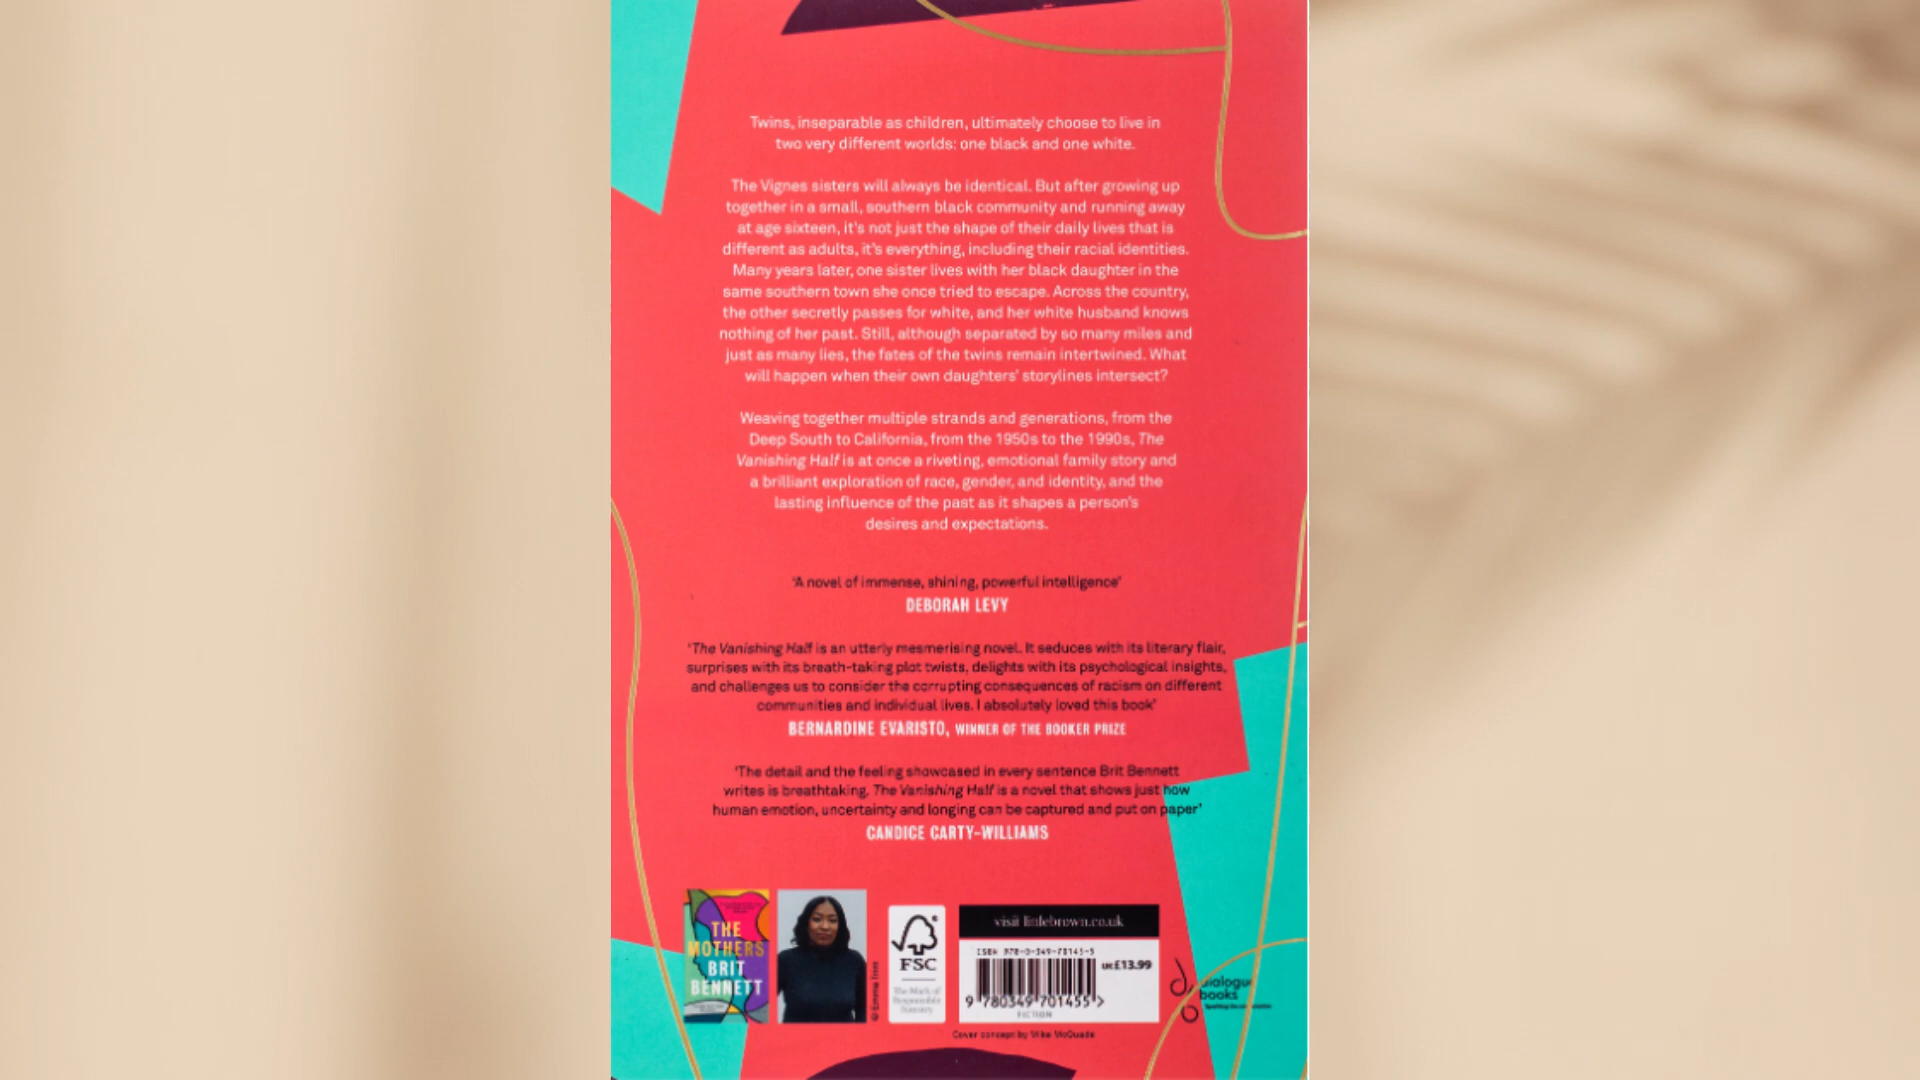 Twins, inseparable as children, ultimately choose to live in
two very different worlds: one black and one white.
The Vignes sisters will always be identical. But after growing up
together in a small, southern black community and running away
at age sixteen, it's not just the shape of their daily lives that is
different as adults, it's everything, including their racial identities.
Many years later, one sister lives with her black daughter in the
same southern town she once tried to escape. Across the country,
the other secretly passes for white, and her white husband knows
nothing of her past. Still, although separated by so many miles and
just as many lies, the fates of the twins remain intertwined. What
will happen when their own daughters' storylines intersect?
Weaving together multiple strands and generations, from the
Deep South to California, from the 1950s to the 1990s, The
Vanishing Half is at once a riveting, emotional family story and
a brilliant exploration of race, gender, and identity, and the
lasting influence of the past as it shapes a person's
desires and expectations.
'A novel of immense, shining, powerful intelligence'
DEBORAH LEVY
'The Vanishing Half is an utterly mesmerising novel. It seduces with its literary flair,
surprises with its breath-taking plot twists, delights with its psychological insights,
and challenges us to consider the corrupting consequences of racism on different
communities and individual lives. I absolutely loved this book'
BERNARDINE EVARISTO, WINNER OF THE BOOKER PRIZE
'The detail and the feeling showcased in every sentence Brit Bennett
writes is breathtaking. The Vanishing Half is a novel that shows just how
human emotion, uncertainty and longing can be captured and put on paper'
CANDICE CARTY-WILLIAMS
THE
MOTHERS
BRIT
BENNETT
© Emma Trim
FSC
The Mark of
Responsible
Forestry
visit littlebrown.co.uk
ISBN 978-0-349-70145-5
UK £13.99
9 780349 701455 >
FICTION
dialogue
books
Cover concept by Mike McQuade